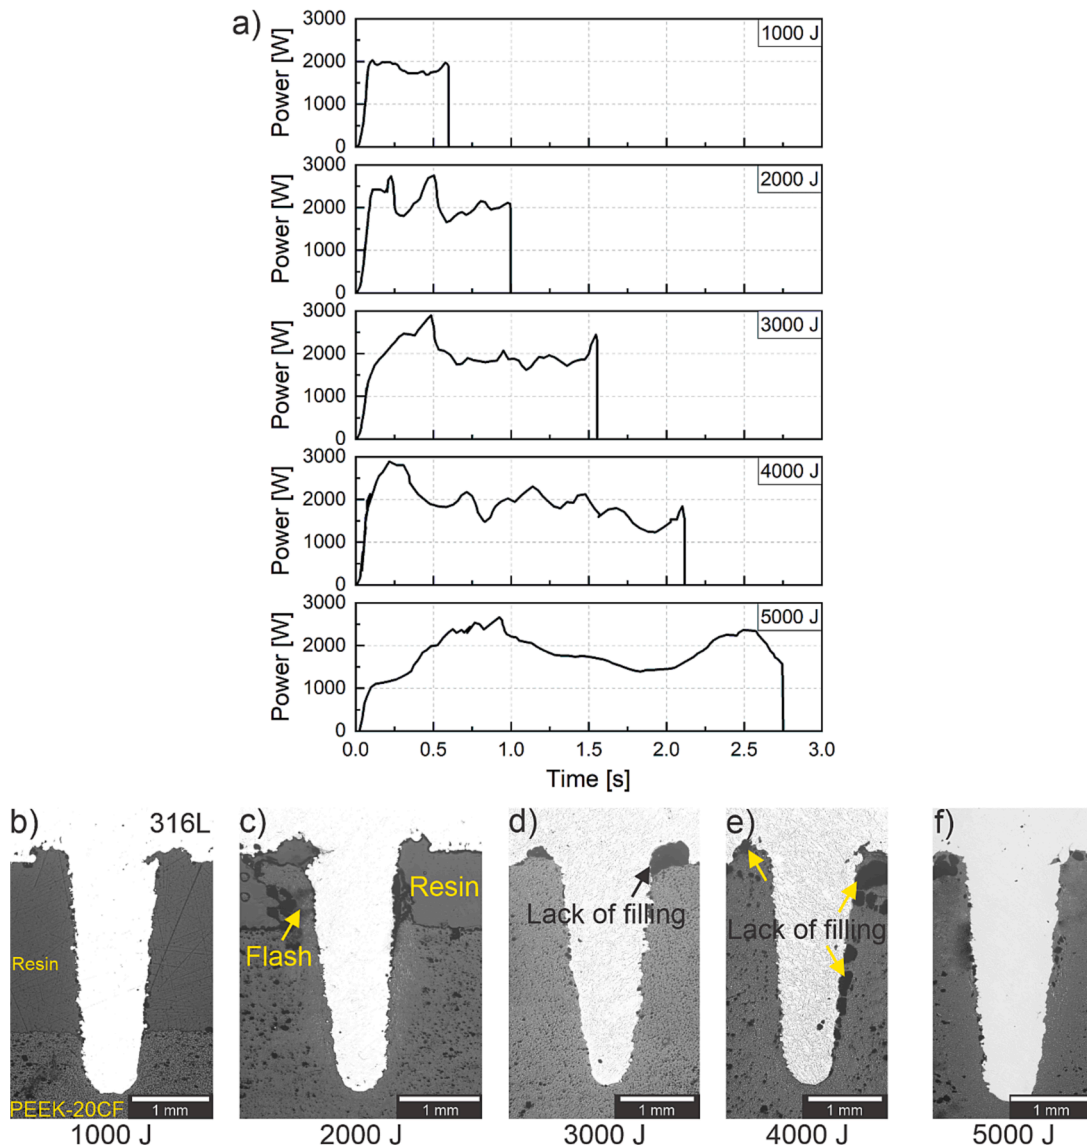 a)
3000
2000
1000
0
Power [W]
1000 J
3000
2000
1000
0
Power [W]
2000 J
3000
2000
1000
0
Power [W]
3000 J
3000
2000
1000
0
Power [W]
4000 J
3000
2000
1000
0
Power [W]
5000 J
0.0 0.5 1.0 1.5 2.0 2.5 3.0
Time [s]
b) 316L
Resin
PEEK-20CF
1 mm
1000 J
c)
Resin
Flash
1 mm
2000 J
d)
Lack of filling
1 mm
3000 J
e)
Lack of filling
1 mm
4000 J
f)
1 mm
5000 J